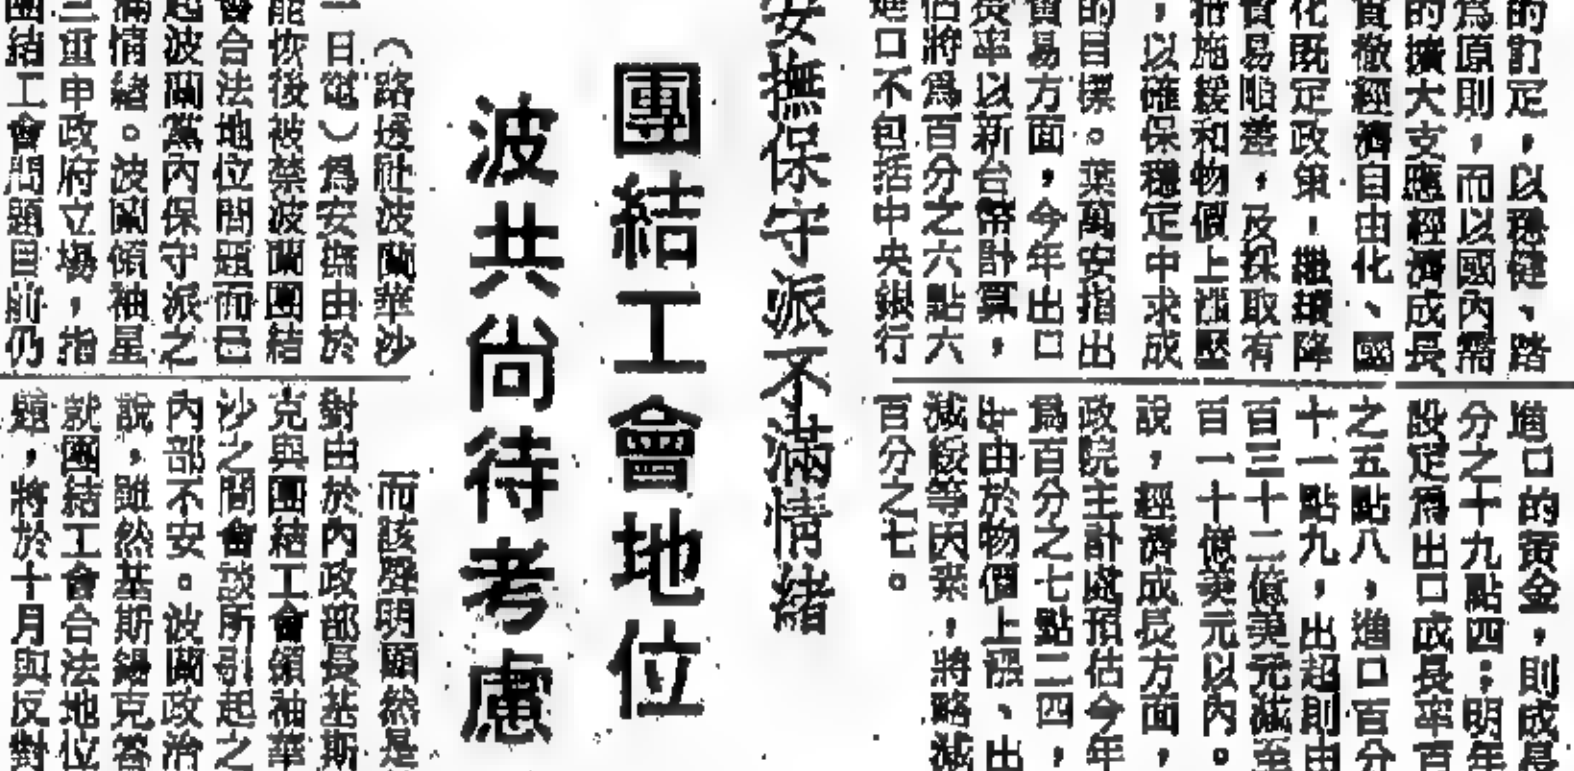 的訂定，以穩健、踏
爲原則，而以國內需
的擴大支應經濟成長
貫徹經濟自由化、國
化既定政策，繼續降
貿易順差，及採取有
措施緩和物價上漲壓
，以確保穩定中求成
的目標。葉萬安指出
貿易方面，今年出口
長率以新台幣計算，
估將爲百分之六點六
進口不包括中央銀行
進口的黃金，則成長
分之十九點四；明年
設定爲出口成長率百
之五點八，進口百分
十一點九，出超則由
百三十二億美元減至
百一十億美元以內。
說，經濟成長方面，
政院主計處預估今年
爲百分之七點二四，
年由於物價上漲、出
減緩等因素，將略減
百分之七。
安撫保守派不滿情緒
團結工會地位
波共尚待考慮
（路透社波蘭華沙
一日電）爲安撫由於
能恢後被禁波蘭團結
會合法地位問題而已
起波蘭黨內保守派之
滿情緒。波蘭領袖星
三重申政府立場，指
團結工會問題目前仍
而該聲明顯然是
對由於內政部長基斯
克與團結工會領袖華
沙之間會談所引起之
內部不安。波蘭政治
說，雖然基斯錫克答
就團結工會合法地位
題，將於十月與反對